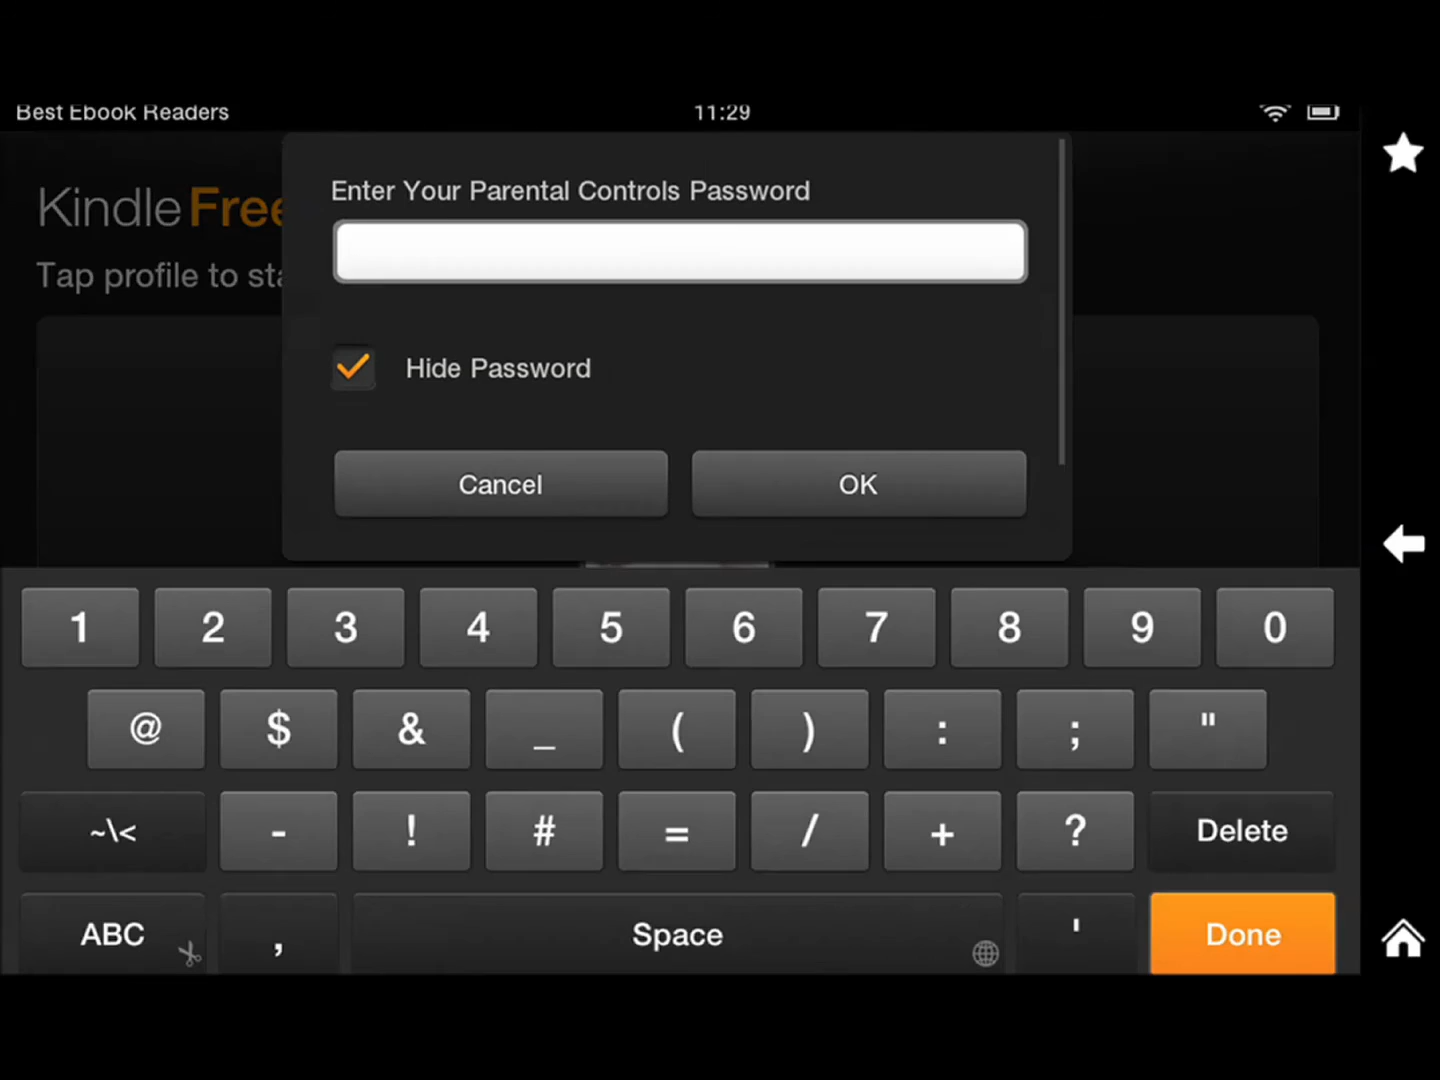 Best Ebook Readers 11:29
Kindle Free
Tap profile to sta
Enter Your Parental Controls Password
Hide Password
Cancel OK
1 2 3 4 5 6 7 8 9 0
@ $ & _ ( ) : ; "
~\< - ! # = / + ? Delete
ABC , Space ' Done